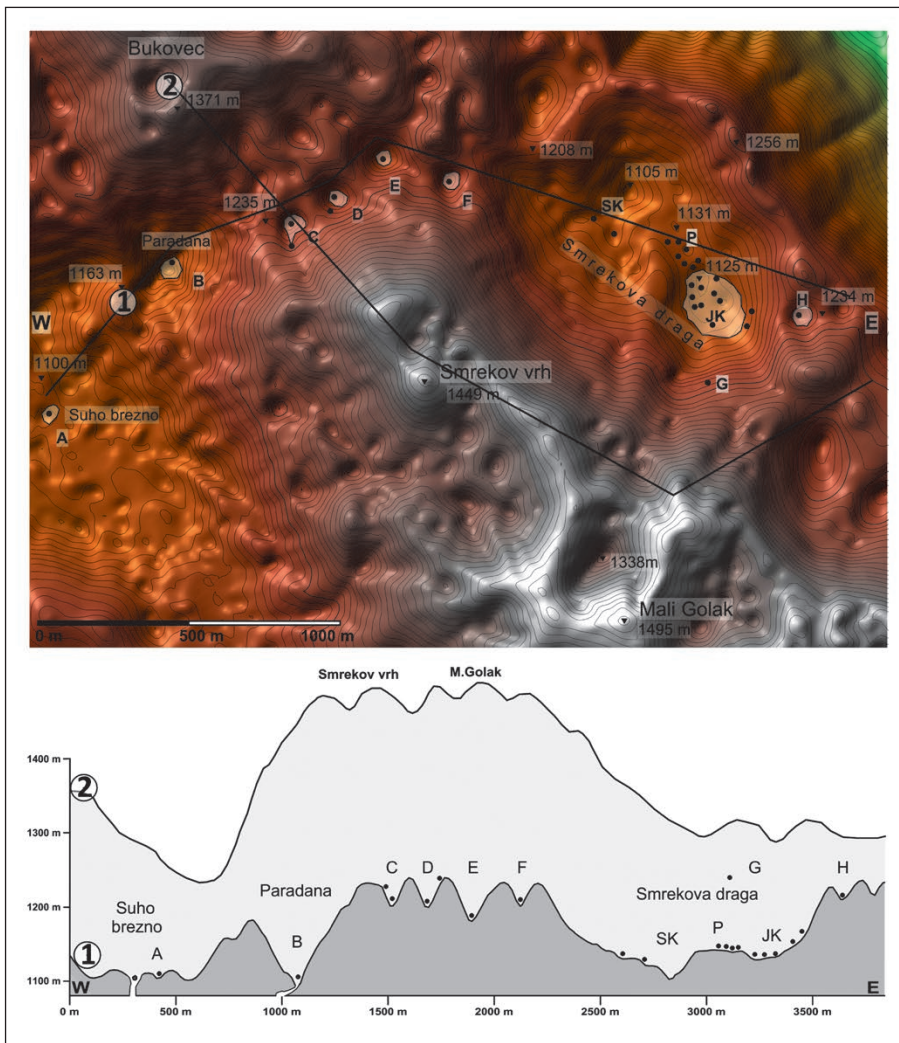 Bukovec
2
1371 m
1208 m
1256 m
E
1105 m
F
SK
1235 m
D
1131 m
P
C
Paradana
1125 m
B
1163 m
Smrekova draga
1
H
1234 m
W
JK
E
1100 m
Smrekov vrh
G
1449 m
Suho brezno
A
1338m
Mali Golak
1495 m
0 m
500 m
1000 m
Smrekov vrh
M.Golak
1400 m
2
1300 m
C
D
E
F
G
H
Paradana
Smrekova draga
1200 m
Suho
brezno
P
A
B
SK
JK
1
1100 m
W
E
0 m
500 m
1000 m
1500 m
2000 m
2500 m
3000 m
3500 m